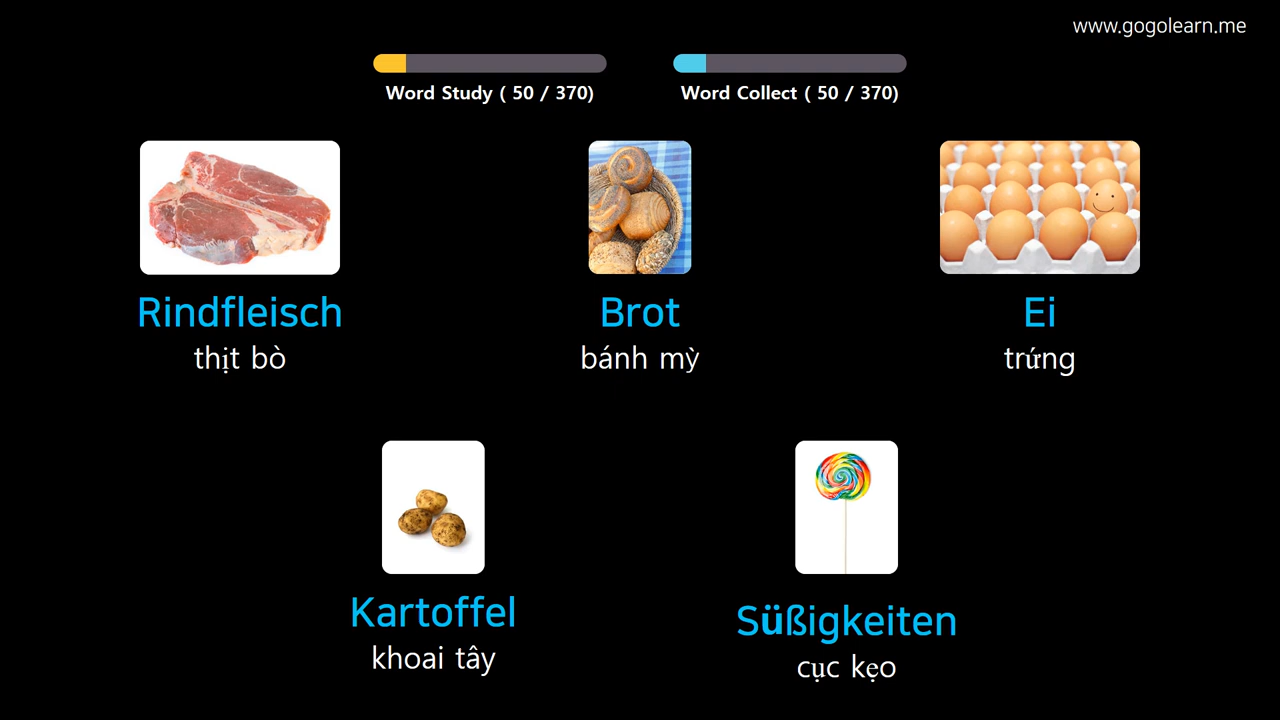 www.gogolearn.me
Word Study ( 50 / 370)
Word Collect ( 50 / 370)
Rindfleisch
Brot
Ei
thịt bò
bánh mỳ
trứng
Kartoffel
Süßigkeiten
khoai tây
cục kẹo